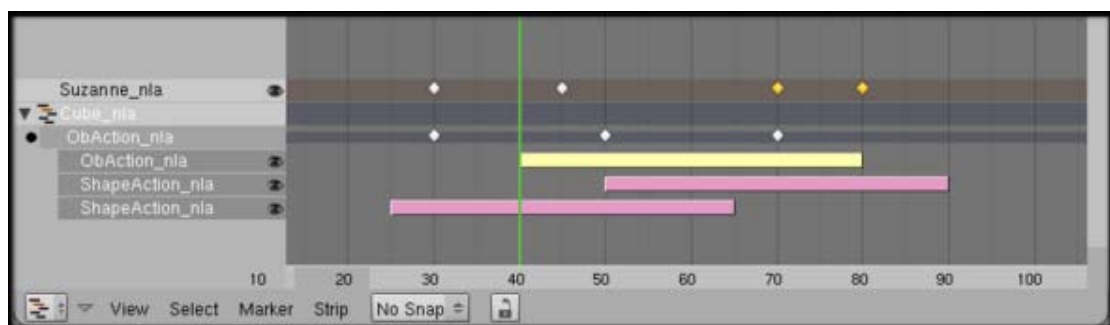 Suzanne_nla
Cube_nla
ObAction_nla
ObAction_nla
ShapeAction_nla
ShapeAction_nla
10 20 30 40 50 60 70 80 90 100
View Select Marker Strip No Snap